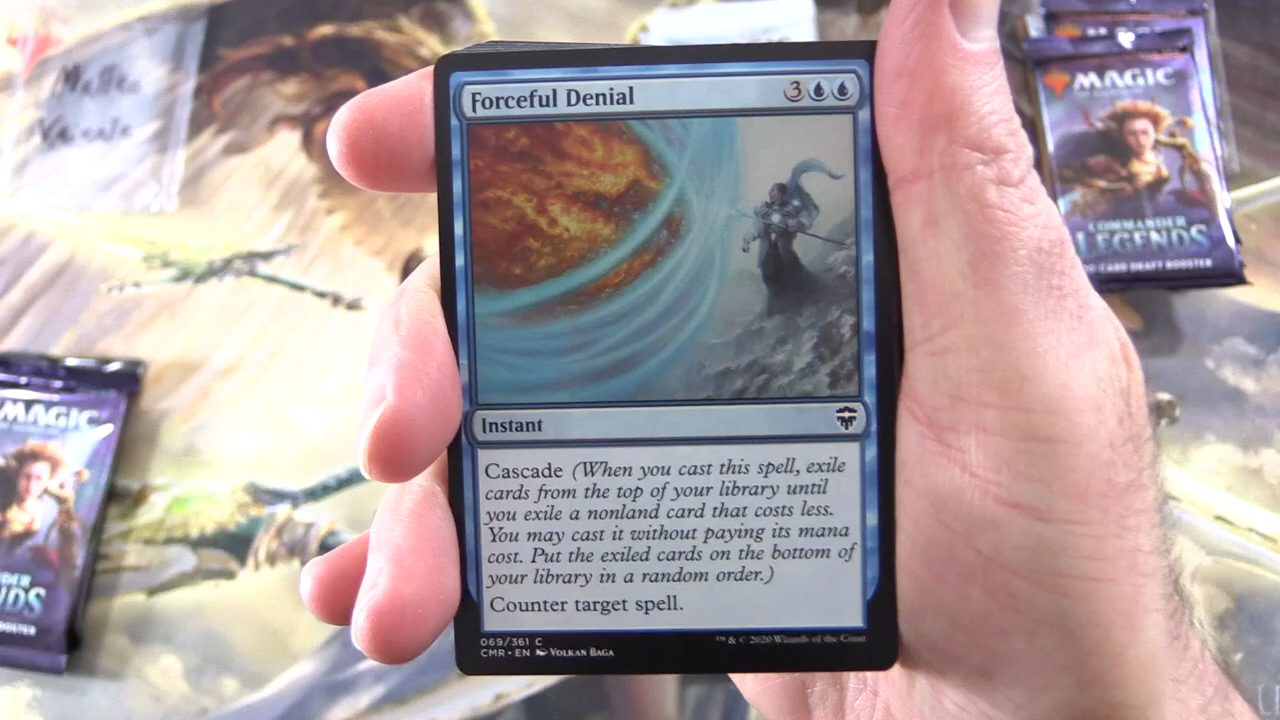 Forceful Denial 3
Instant
Cascade (When you cast this spell, exile
cards from the top of your library until
you exile a nonland card that costs less.
You may cast it without paying its mana
cost. Put the exiled cards on the bottom of
your library in a random order.)
Counter target spell.
069/361 C
CMR • EN VOLKAN BAGA
™ & © 2020 Wizards of the Coast
MAGIC
COMMANDER
LEGENDS
CARD DRAFT BOOSTER
MAGIC